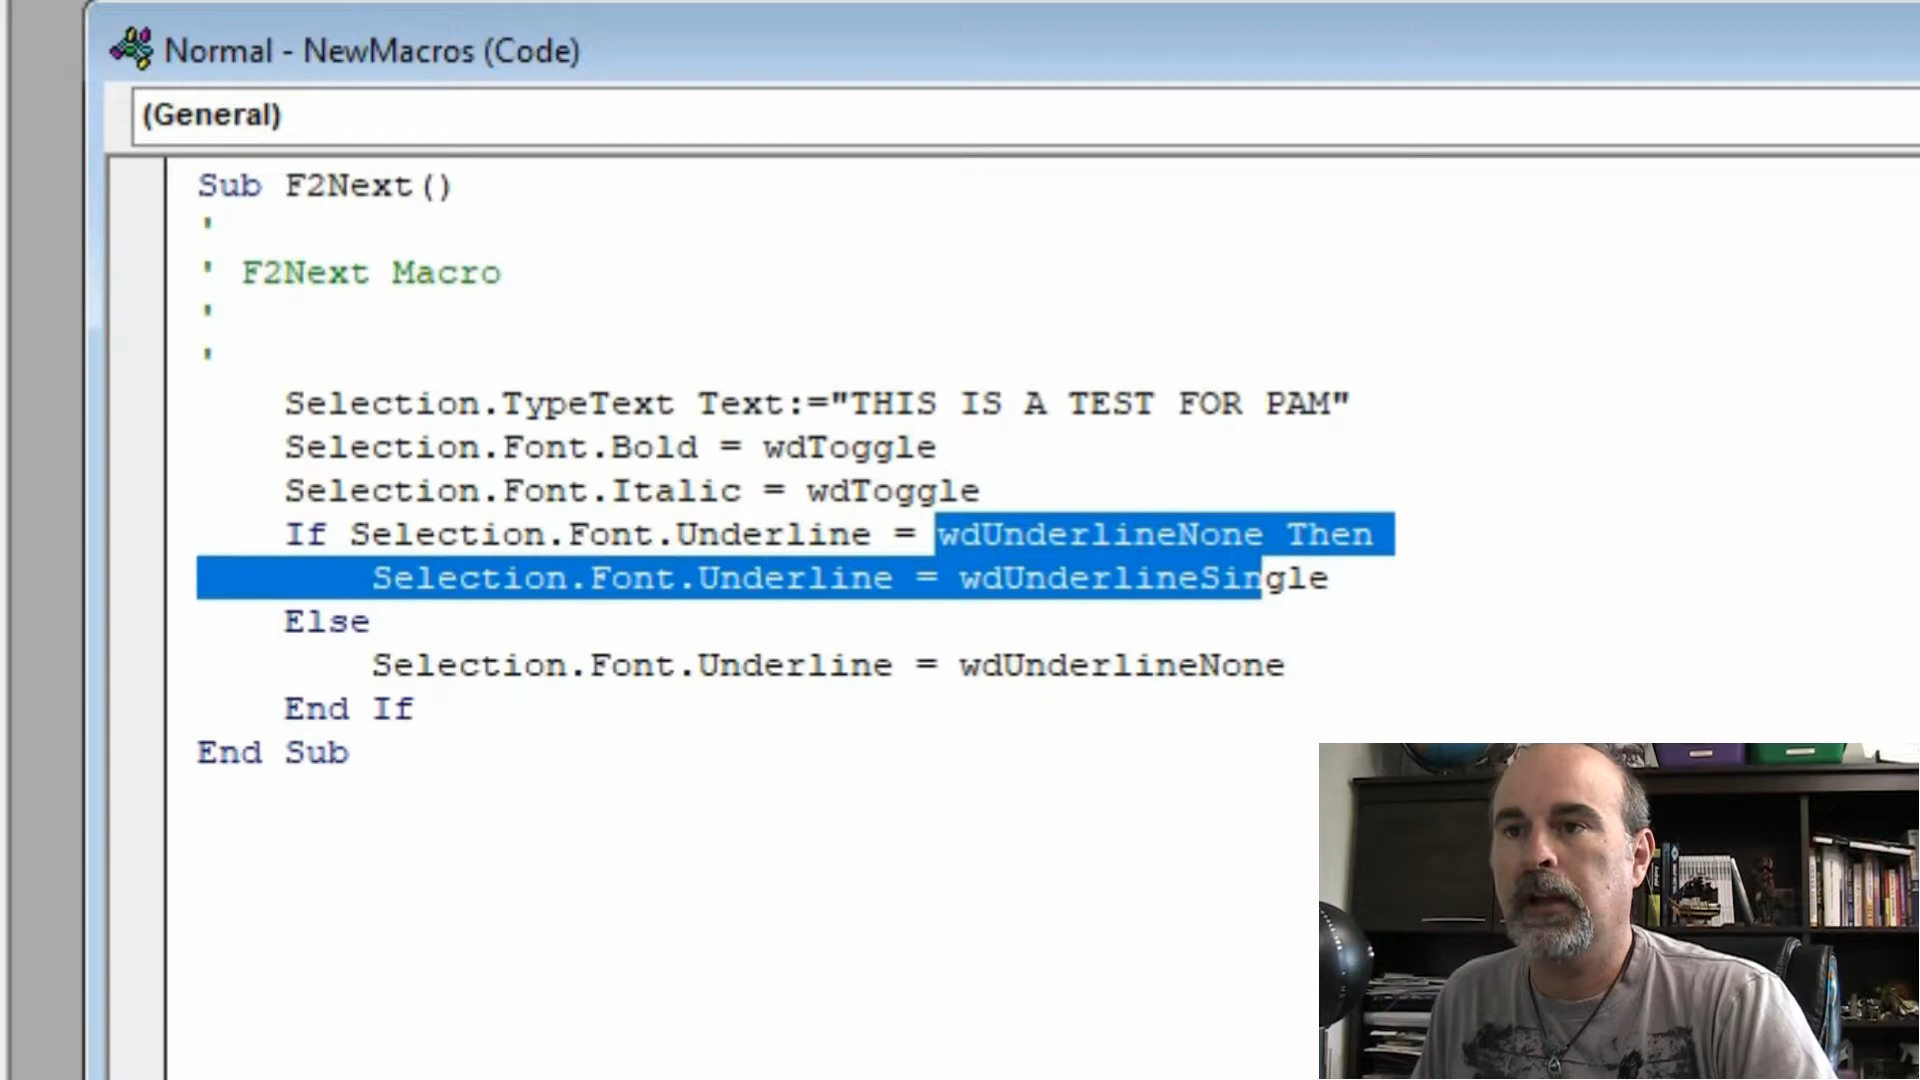 Normal - NewMacros (Code)
(General)
Sub F2Next()
'
' F2Next Macro
'
'
Selection.TypeText Text:="THIS IS A TEST FOR PAM"
Selection.Font.Bold = wdToggle
Selection.Font.Italic = wdToggle
If Selection.Font.Underline = wdUnderlineNone Then
Selection.Font.Underline = wdUnderlineSingle
Else
Selection.Font.Underline = wdUnderlineNone
End If
End Sub